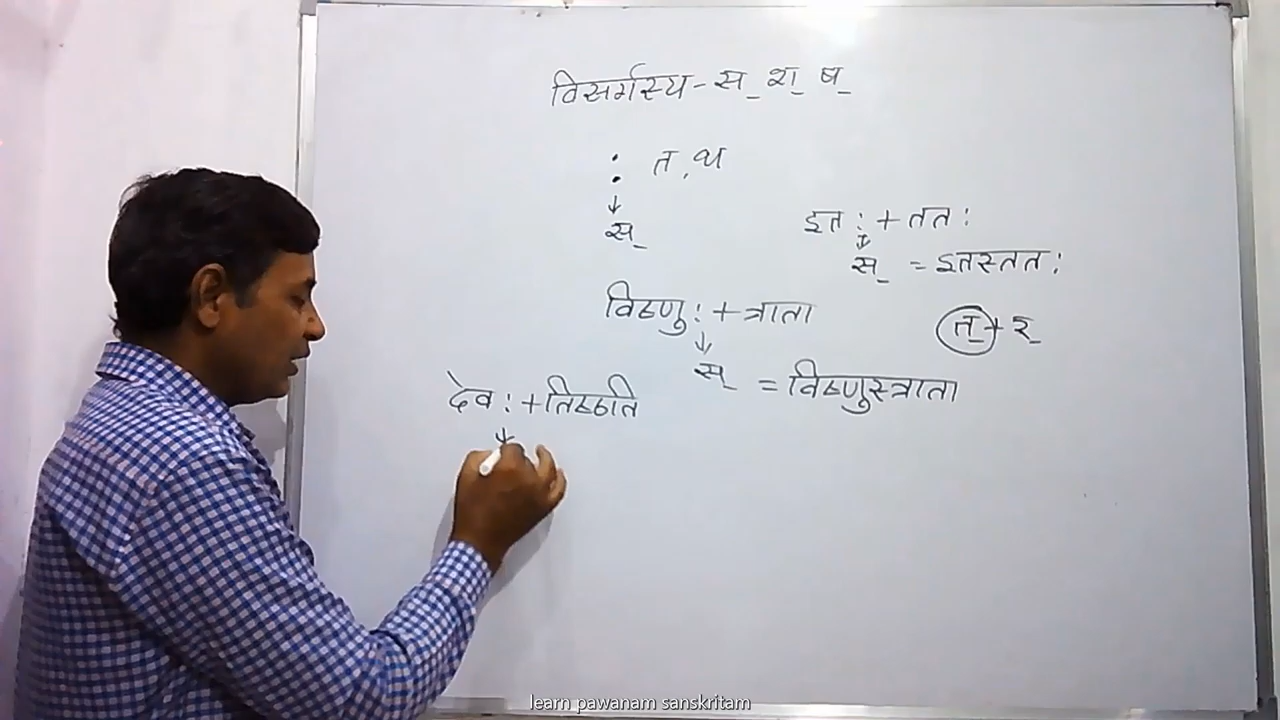 विसर्गस्य - स् श् ष्
: त, थ
↓
स्
इत : + तत :
↓
स् = इतस्तत :
विष्णु : + त्राता
त् + र्
↓
स् = विष्णुस्त्राता
देव : + तिष्ठति
↓
learn pawanam sanskritam